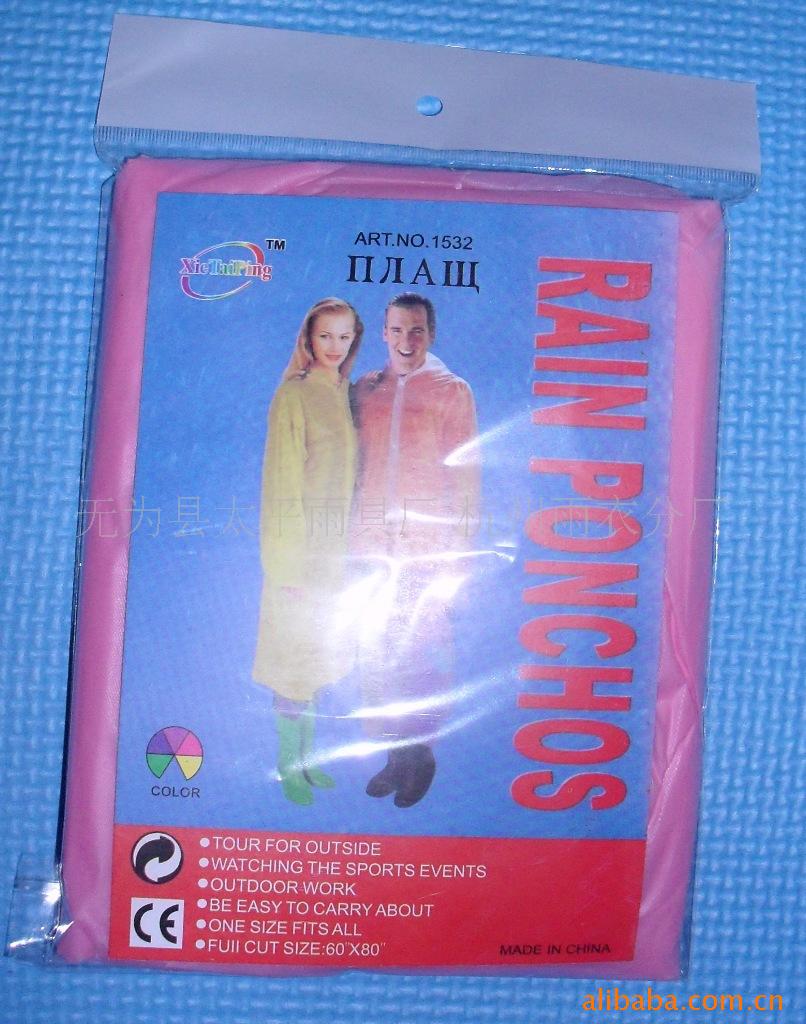 XieTaiPing TM
ART.NO.1532
ПЛАЩ
RAIN PONCHOS
无为县太平雨具厂 杭州雨衣分厂
COLOR
TOUR FOR OUTSIDE
WATCHING THE SPORTS EVENTS
OUTDOOR WORK
BE EASY TO CARRY ABOUT
ONE SIZE FITS ALL
FUll CUT SIZE:60"X80"
CE
MADE IN CHINA
alibaba.com.cn